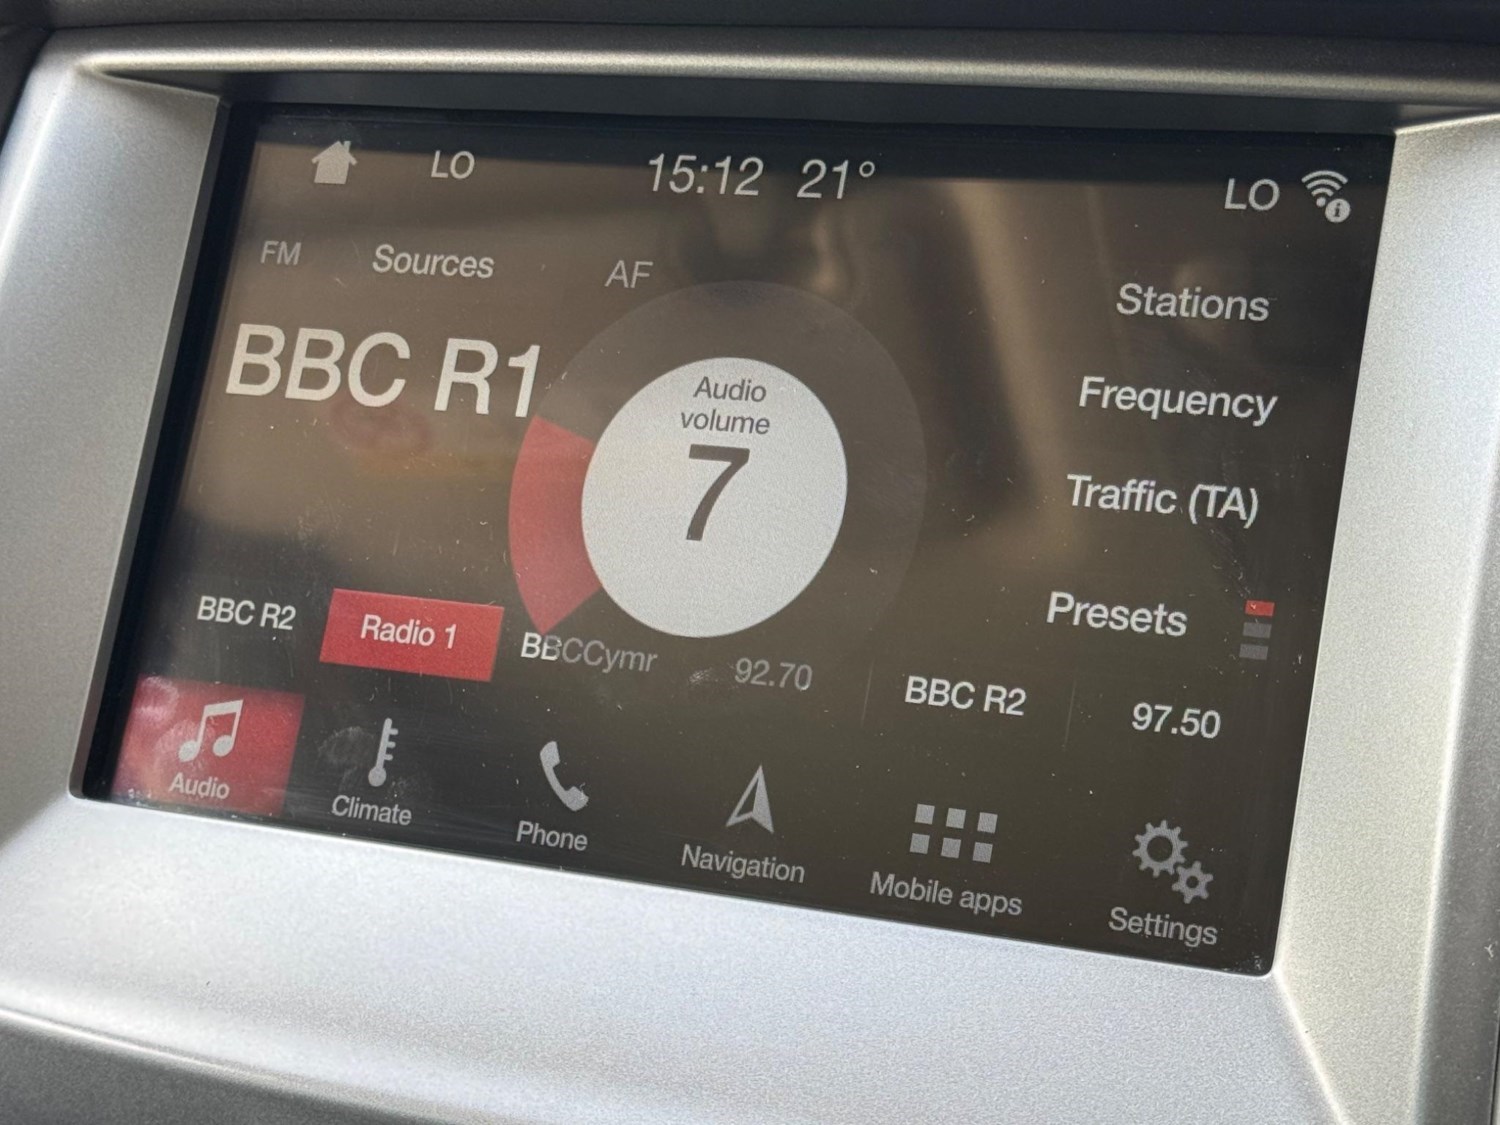 LO 15:12 21° LO
FM Sources AF
Stations
BBC R1
Frequency
Audio
volume
7
Traffic (TA)
Presets
BBC R2 Radio 1 BBCCymr 92.70 BBC R2 97.50
Audio Climate Phone Navigation Mobile apps Settings